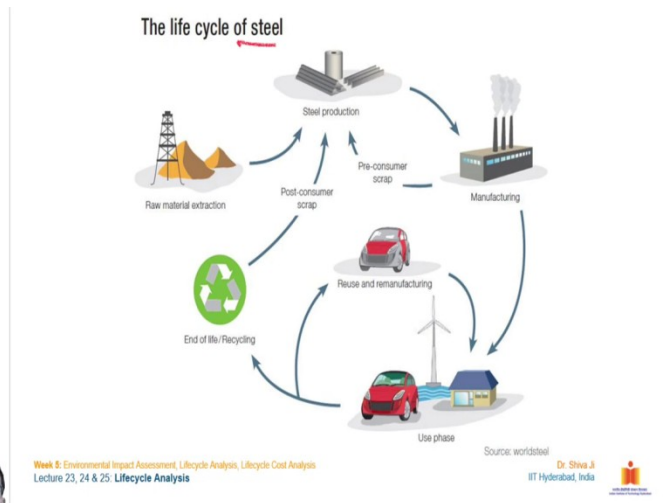 The life cycle of steel
Steel production
Pre-consumer
scrap
Post-consumer
scrap
Raw material extraction
Manufacturing
Reuse and remanufacturing
End of life/Recycling
Use phase
Source: worldsteel
Week 5: Environmental Impact Assessment, Lifecycle Analysis, Lifecycle Cost Analysis
Lecture 23, 24 & 25: Lifecycle Analysis
Dr. Shiva Ji
IIT Hyderabad, India